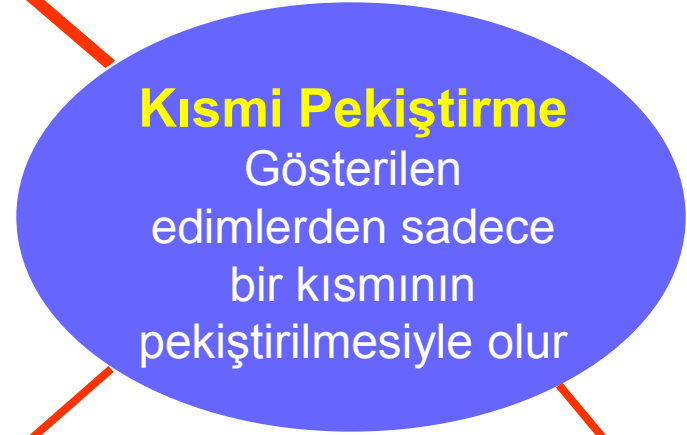 Kısmi Pekiştirme
Gösterilen
edimlerden sadece
bir kısmının
pekiştirilmesiyle olur